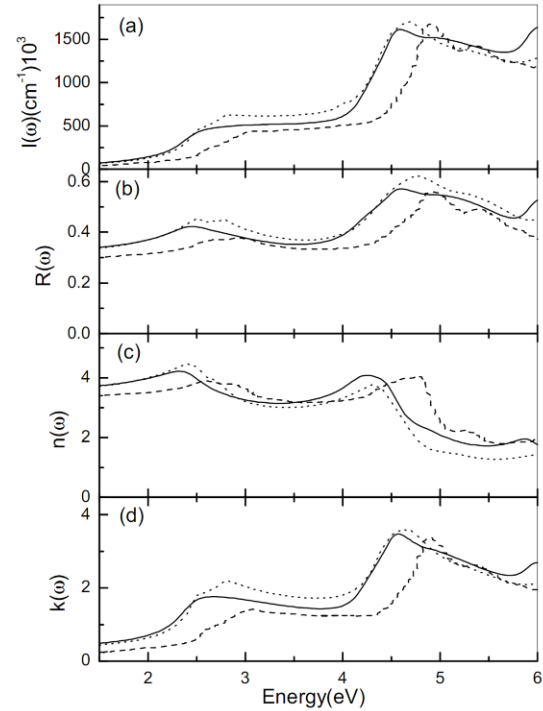 (a)
I(ω)(cm⁻¹)10³
1500
1000
500
0
(b)
R(ω)
0.6
0.4
0.2
0.0
(c)
n(ω)
4
2
0
(d)
k(ω)
4
2
0
2 3 4 5 6
Energy(eV)